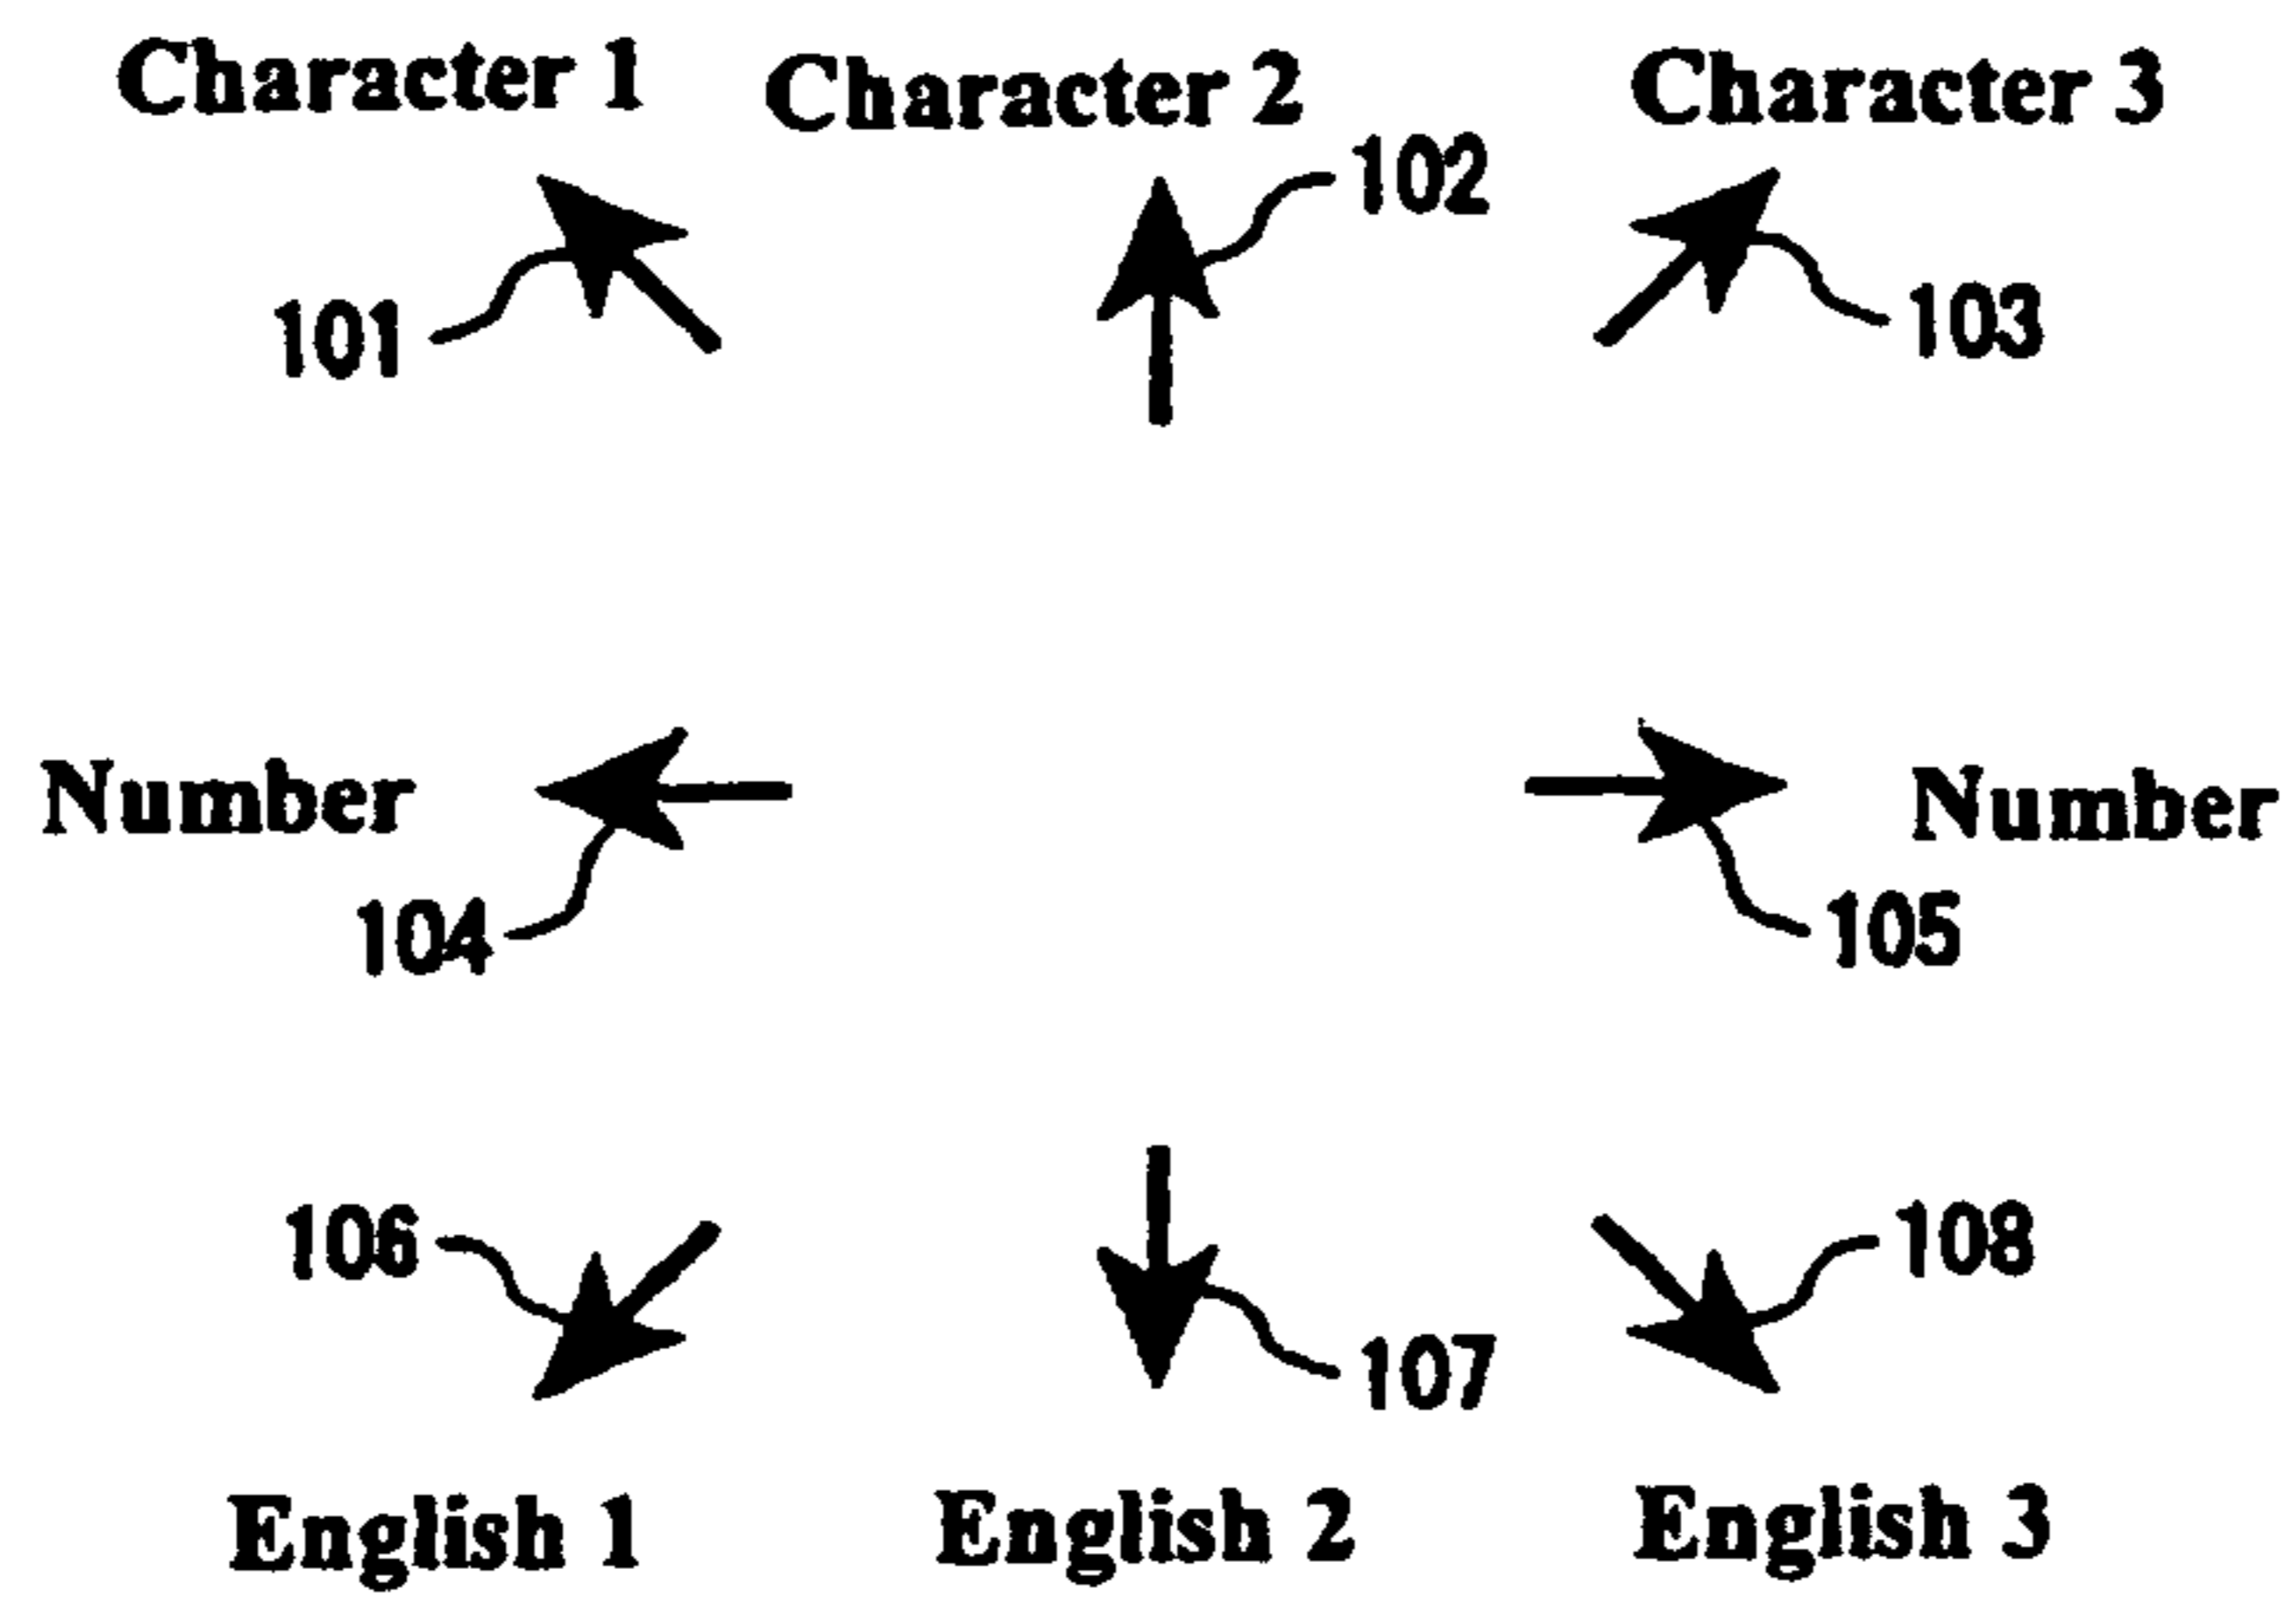 Character 1
Character 2
Character 3
102
101
103
Number
Number
104
105
106
108
107
English 1
English 2
English 3